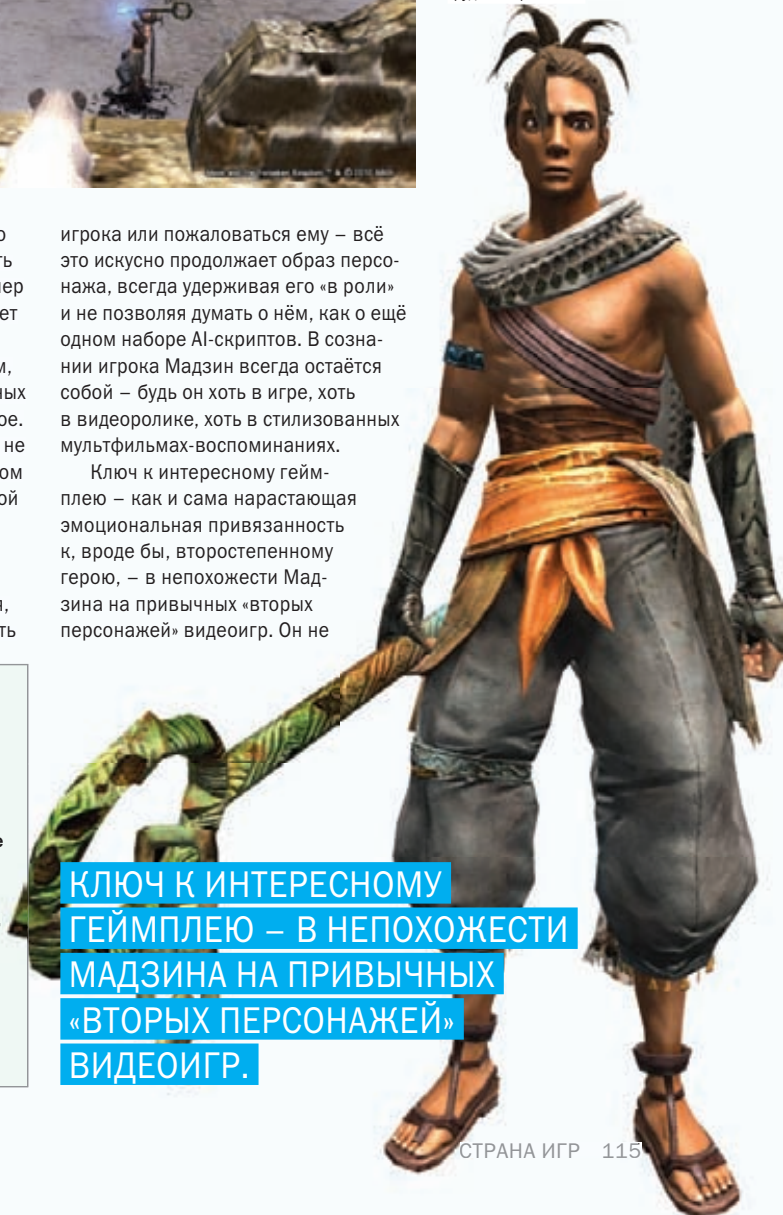 игрока или пожаловаться ему – всё
это искусно продолжает образ персо-
нажа, всегда удерживая его «в роли»
и не позволяя думать о нём, как о ещё
одном наборе AI-скриптов. В созна-
нии игрока Мадзин всегда остаётся
собой – будь он хоть в игре, хоть
в видеоролике, хоть в стилизованных
мультфильмах-воспоминаниях.
Ключ к интересному гейм-
плею – как и сама нарастающая
эмоциональная привязанность
к, вроде бы, второстепенному
герою, – в непохожести Мад-
зина на привычных «вторых
персонажей» видеоигр. Он не
КЛЮЧ К ИНТЕРЕСНОМУ
ГЕЙМПЛЕЮ – В НЕПОХОЖЕСТИ
МАДЗИНА НА ПРИВЫЧНЫХ
«ВТОРЫХ ПЕРСОНАЖЕЙ»
ВИДЕОИГР.
СТРАНА ИГР 115